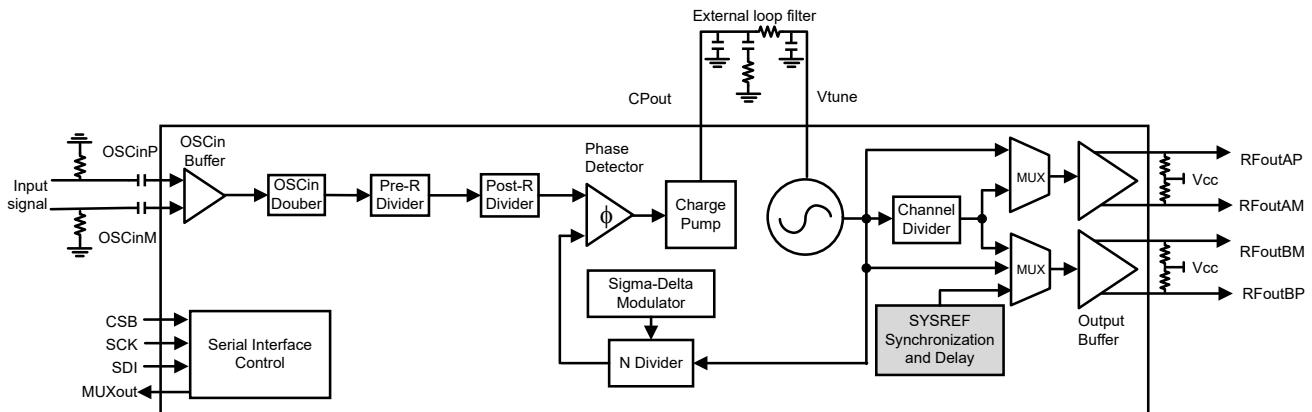 External loop filter
CPout
Vtune
OSCinP
OSCin
Buffer
Phase
Detector
RFoutAP
Input
signal
OSCin
Douber
Pre-R
Divider
Post-R
Divider
ϕ
Charge
Pump
Channel
Divider
MUX
Vcc
RFoutAM
OSCinM
RFoutBM
MUX
Vcc
Sigma-Delta
Modulator
RFoutBP
CSB
SCK
SDI
MUXout
Serial Interface
Control
N Divider
SYSREF
Synchronization
and Delay
Output
Buffer